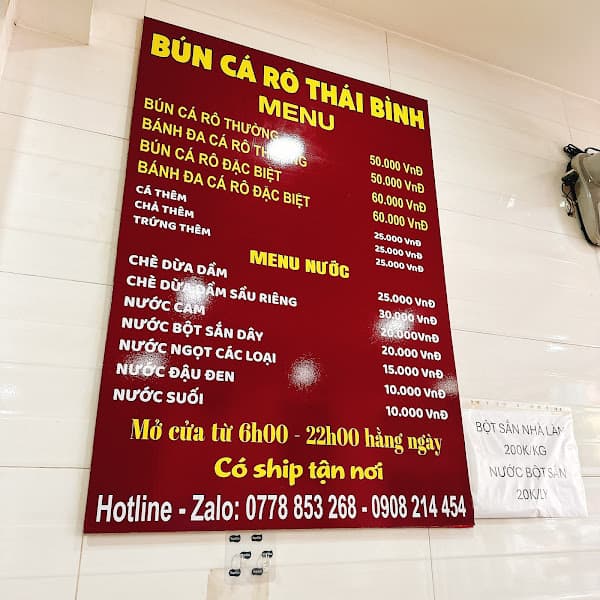 BÚN CÁ RÔ THÁI BÌNH
MENU
BÚN CÁ RÔ THƯỜNG 50.000 VnĐ
BÁNH ĐA CÁ RÔ THƯỜNG 50.000 VnĐ
BÚN CÁ RÔ ĐẶC BIỆT 60.000 VnĐ
BÁNH ĐA CÁ RÔ ĐẶC BIỆT 60.000 VnĐ
CÁ THÊM 25.000 VnĐ
CHẢ THÊM 25.000 VnĐ
TRỨNG THÊM 25.000 VnĐ
MENU NƯỚC
CHÈ DỪA DẦM 25.000 VnĐ
CHÈ DỪA DẦM SẦU RIÊNG 30.000 VnĐ
NƯỚC CAM 20.000VnĐ
NƯỚC BỘT SẮN DÂY 20.000 VnĐ
NƯỚC NGỌT CÁC LOẠI 15.000 VnĐ
NƯỚC ĐẬU ĐEN 10.000 VnĐ
NƯỚC SUỐI 10.000 VnĐ
Mở cửa từ 6h00 - 22h00 hằng ngày
Có ship tận nơi
Hotline - Zalo: 0778 853 268 - 0908 214 454
BỘT SẮN NHÀ LÀM
200K/KG
NƯỚC BỘT SẮN
20K/LY